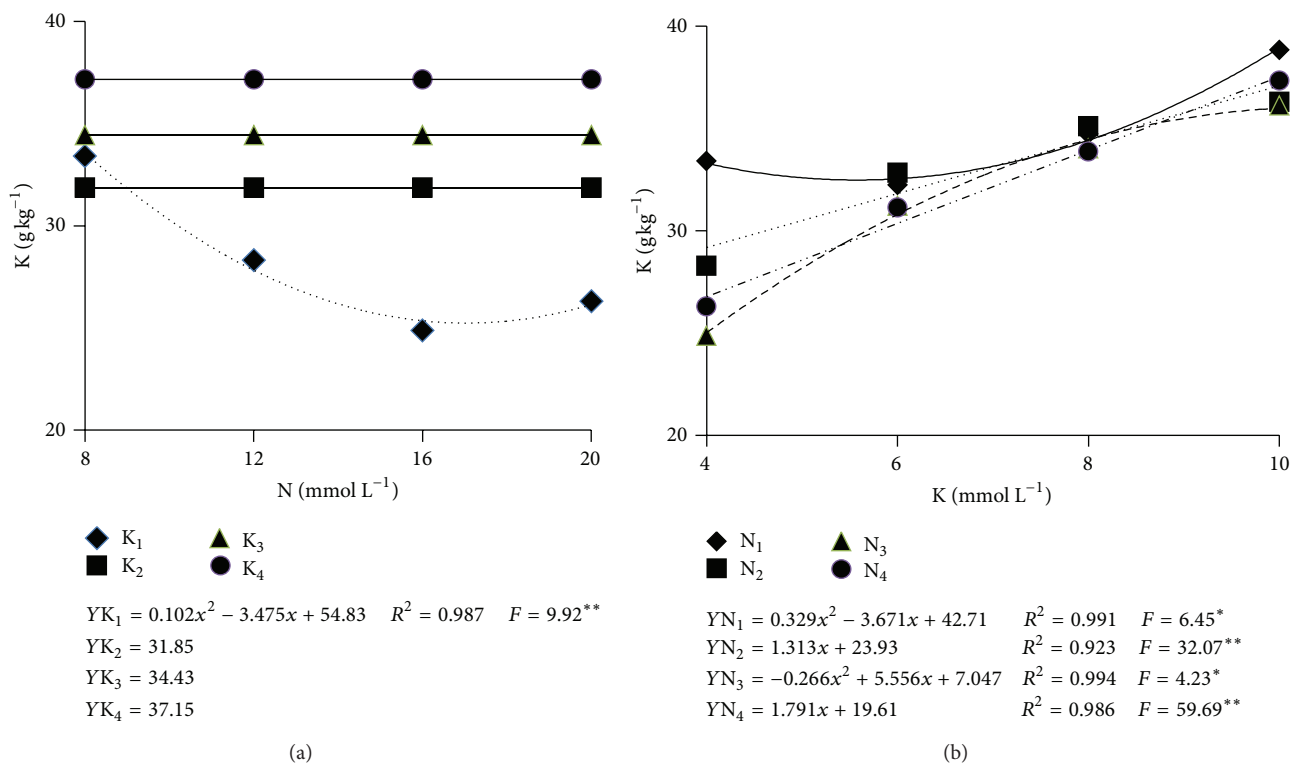 40
30
20
K (g kg⁻¹)
8 12 16 20
N (mmol L⁻¹)
K₁ K₃
K₂ K₄
YK₁ = 0.102x² − 3.475x + 54.83 R² = 0.987 F = 9.92**
YK₂ = 31.85
YK₃ = 34.43
YK₄ = 37.15
(a)
40
30
20
K (g kg⁻¹)
4 6 8 10
K (mmol L⁻¹)
N₁ N₃
N₂ N₄
YN₁ = 0.329x² − 3.671x + 42.71 R² = 0.991 F = 6.45*
YN₂ = 1.313x + 23.93 R² = 0.923 F = 32.07**
YN₃ = −0.266x² + 5.556x + 7.047 R² = 0.994 F = 4.23*
YN₄ = 1.791x + 19.61 R² = 0.986 F = 59.69**
(b)